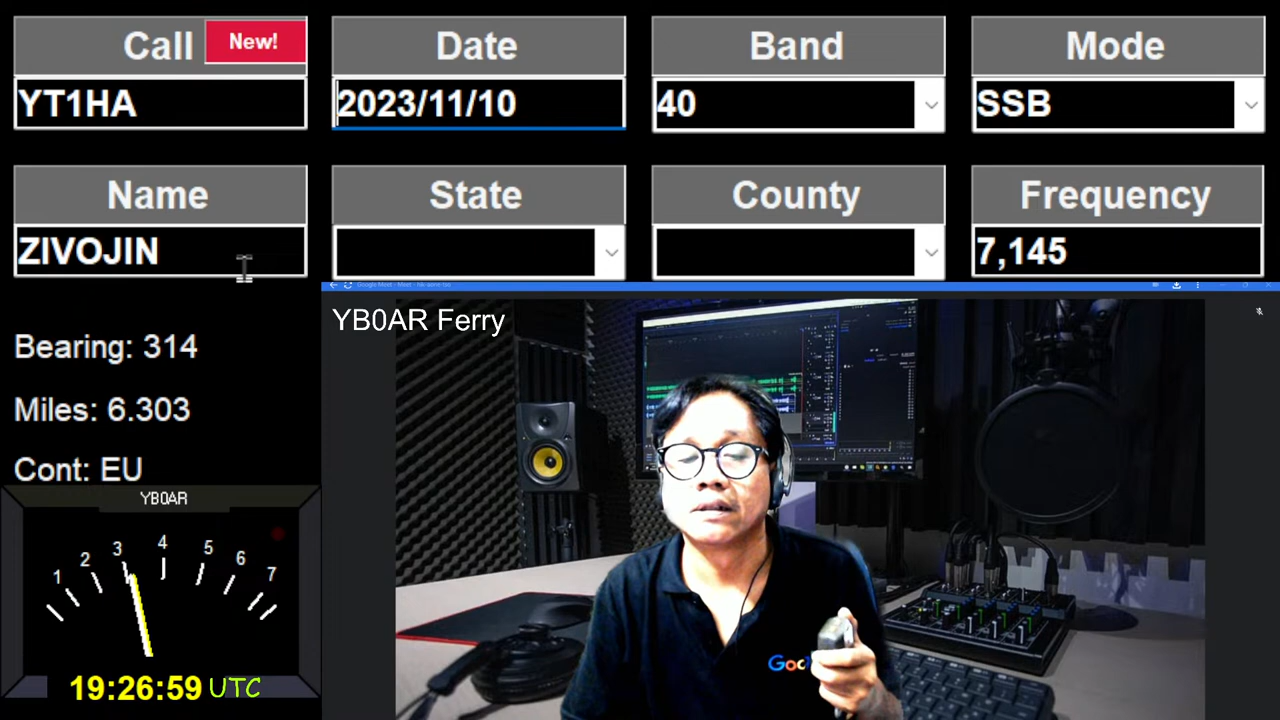 Call New! Date Band Mode
YT1HA 2023/11/10 40 SSB
Name State County Frequency
ZIVOJIN 7,145
YB0AR Ferry
Bearing: 314
Miles: 6.303
Cont: EU
YB0AR
1 2 3 4 5 6 7
19:26:59 UTC